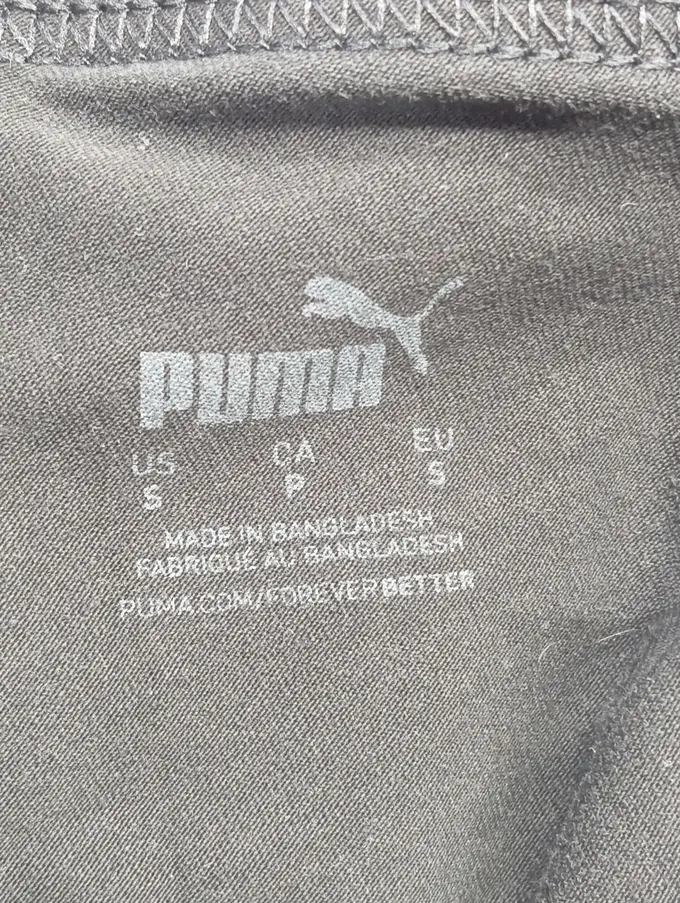 PUMA
US CA EU
S P S
MADE IN BANGLADESH
FABRIQUÉ AU BANGLADESH
PUMA.COM/FOREVERBETTER